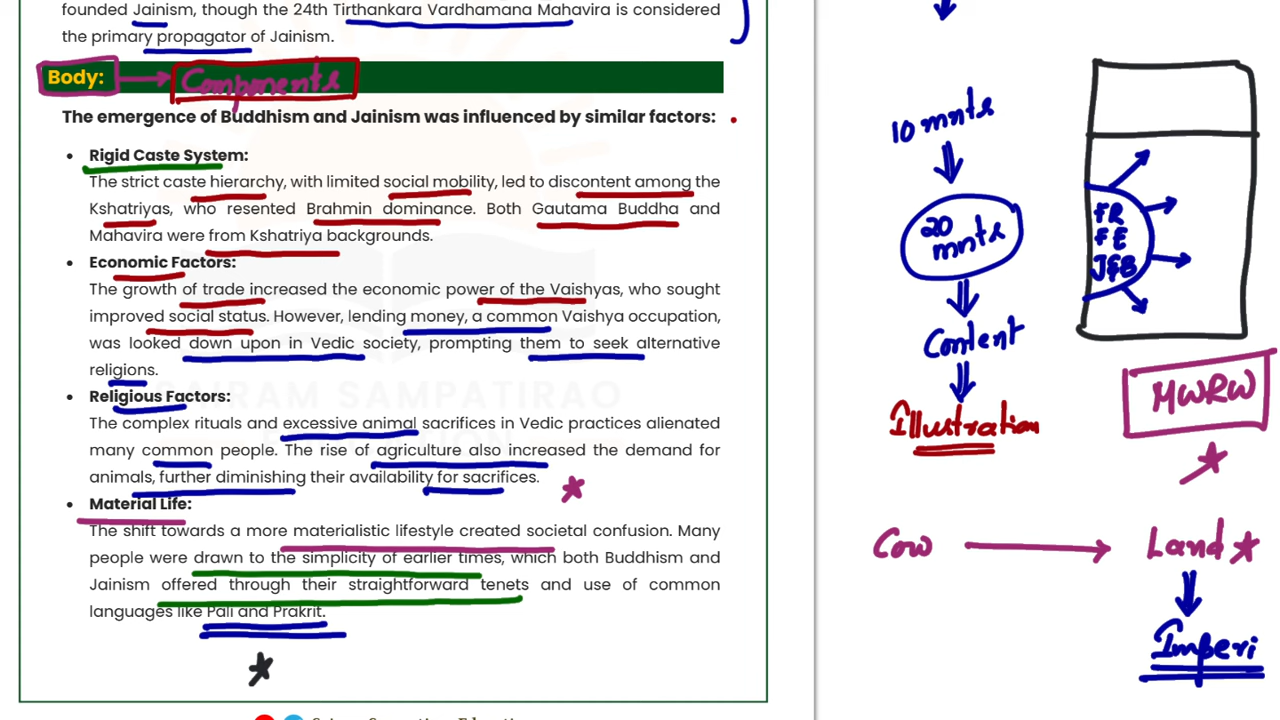 founded Jainism, though the 24th Tirthankara Vardhamana Mahavira is considered
the primary propagator of Jainism.
Body: Components
The emergence of Buddhism and Jainism was influenced by similar factors:
• Rigid Caste System:
The strict caste hierarchy, with limited social mobility, led to discontent among the
Kshatriyas, who resented Brahmin dominance. Both Gautama Buddha and
Mahavira were from Kshatriya backgrounds.
• Economic Factors:
The growth of trade increased the economic power of the Vaishyas, who sought
improved social status. However, lending money, a common Vaishya occupation,
was looked down upon in Vedic society, prompting them to seek alternative
religions.
• Religious Factors:
The complex rituals and excessive animal sacrifices in Vedic practices alienated
many common people. The rise of agriculture also increased the demand for
animals, further diminishing their availability for sacrifices.
• Material Life:
The shift towards a more materialistic lifestyle created societal confusion. Many
people were drawn to the simplicity of earlier times, which both Buddhism and
Jainism offered through their straightforward tenets and use of common
languages like Pali and Prakrit.
SAMPATIRAO
10 mnts
20
mnts
Content
Illustration
FR
FE
J&B
MWRW
Cow
Land
Imperi